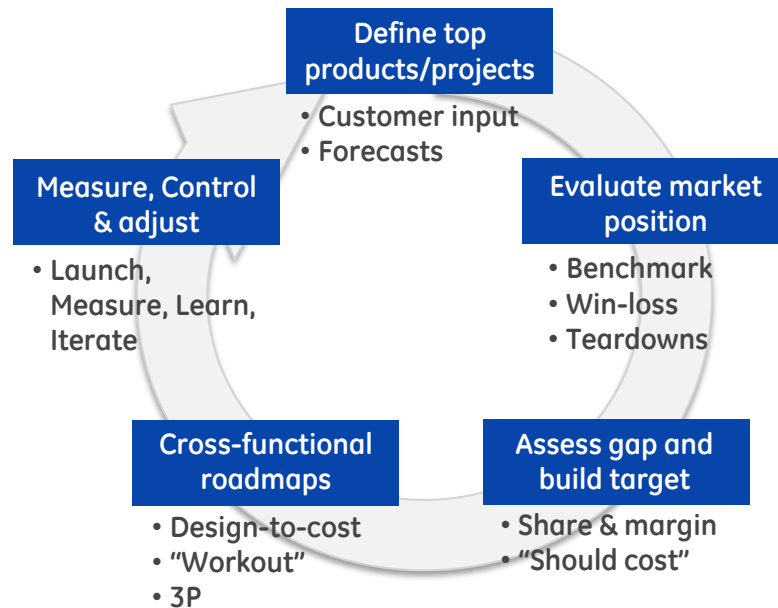 Define top
products/projects
• Customer input
• Forecasts
Evaluate market
position
• Benchmark
• Win-loss
• Teardowns
Assess gap and
build target
• Share & margin
• “Should cost”
Cross-functional
roadmaps
• Design-to-cost
• “Workout”
• 3P
Measure, Control
& adjust
• Launch,
Measure, Learn,
Iterate